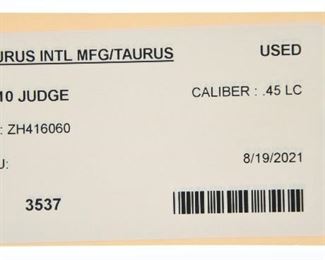 URUS INTL MFG/TAURUS USED
10 JUDGE CALIBER : .45 LC
: ZH416060
U: 8/19/2021
3537